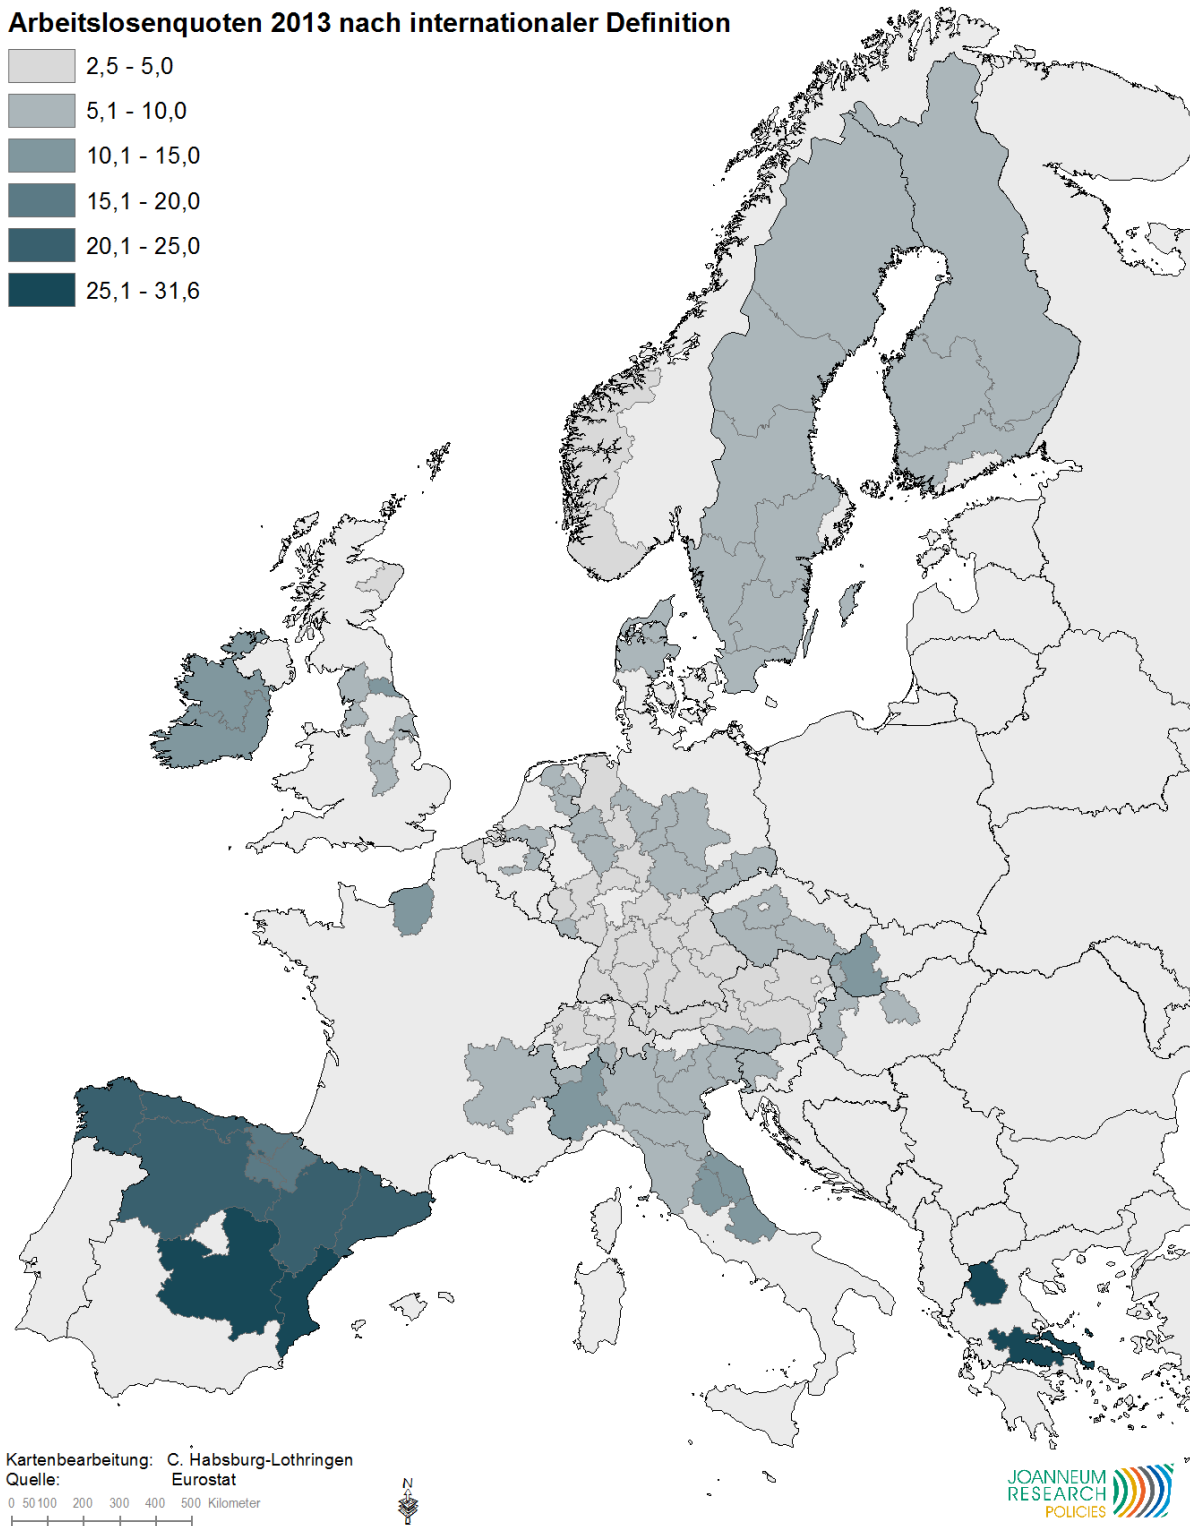 Arbeitslosenquoten 2013 nach internationaler Definition
2,5 - 5,0
5,1 - 10,0
10,1 - 15,0
15,1 - 20,0
20,1 - 25,0
25,1 - 31,6
Kartenbearbeitung: C. Habsburg-Lothringen
Quelle: Eurostat
0 50 100 200 300 400 500 Kilometer
N
JOANNEUM
RESEARCH
POLICIES